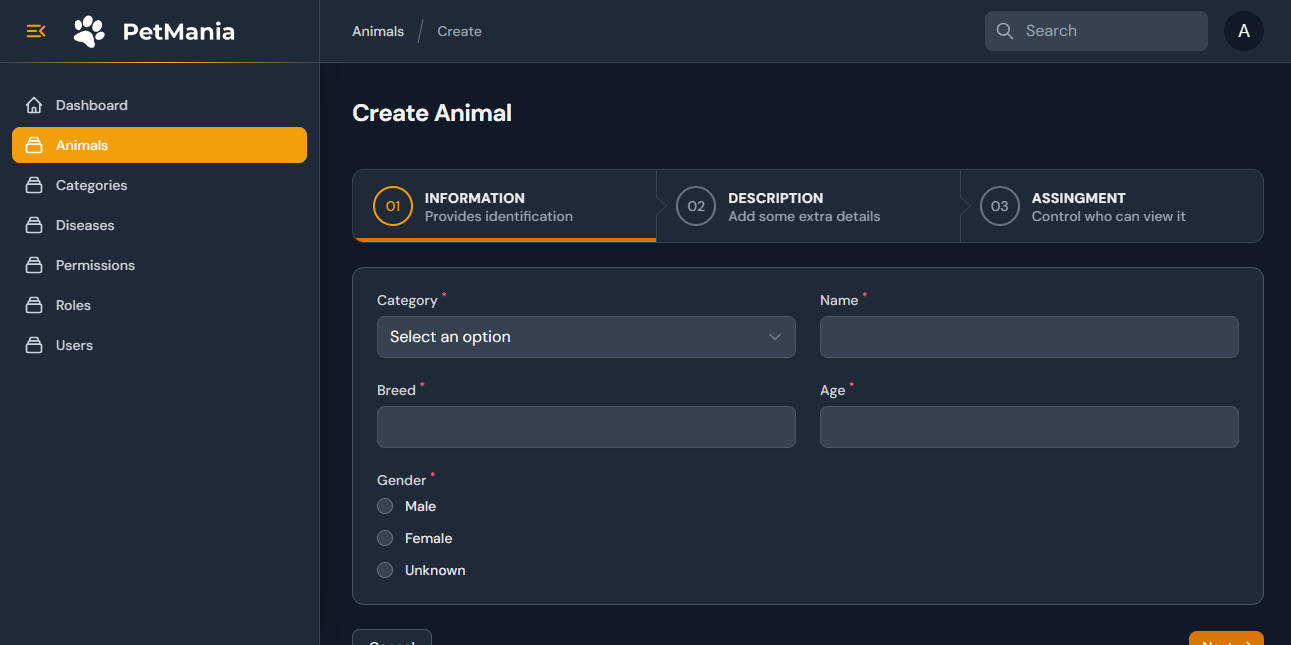 PetMania
Animals / Create
Search
A
Dashboard
Animals
Categories
Diseases
Permissions
Roles
Users
Create Animal
01 INFORMATION
Provides identification
02 DESCRIPTION
Add some extra details
03 ASSINGMENT
Control who can view it
Category *
Name *
Select an option
Breed *
Age *
Gender *
Male
Female
Unknown